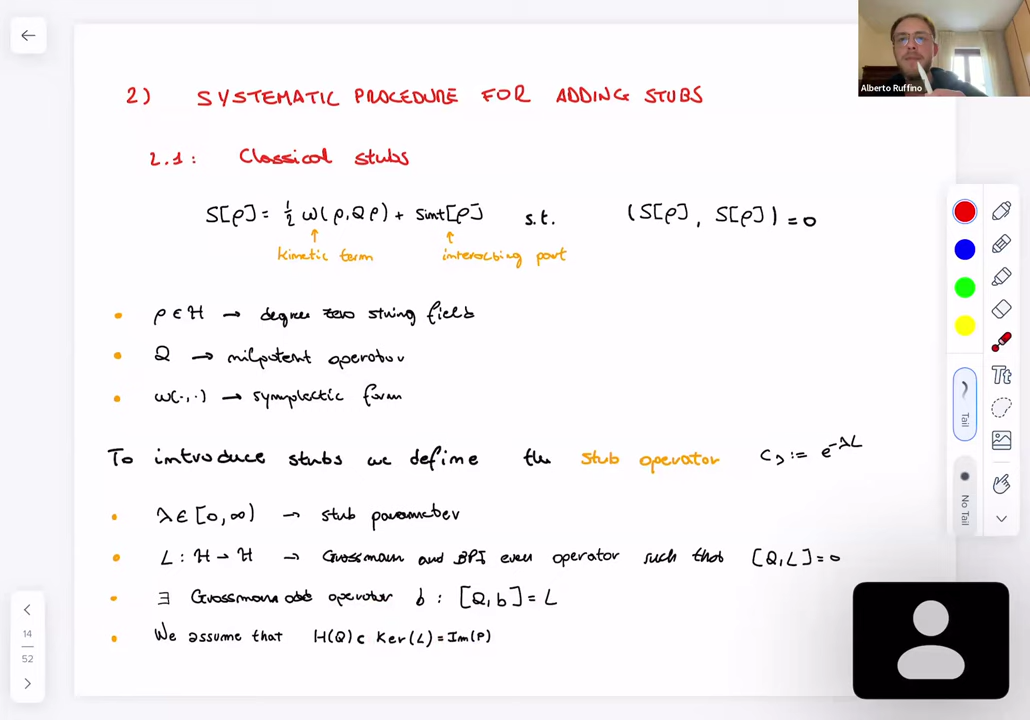 Alberto Ruffino
2) SYSTEMATIC PROCEDURE FOR ADDING STUBS
2.1: Classical stubs
S[ρ] = 1/2 ω(ρ, Qρ) + Sint[ρ] s.t. (S[ρ], S[ρ]) = 0
↑ ↑
kinetic term interacting part
• ρ ∈ H → degree zero string field
• Q → nilpotent operator
• ω(·,·) → symplectic form
To introduce stubs we define the stub operator C_λ := e^{-λL}
• λ ∈ [0, ∞) → stub parameter
• L : H → H → Grassmann and BPZ even operator such that [Q, L] = 0
• ∃ Grassmann odd operator b : [Q, b] = L
• We assume that H(Q) ⊂ Ker(L) = Im(P)
Tail
No Tail
Tt
14
52